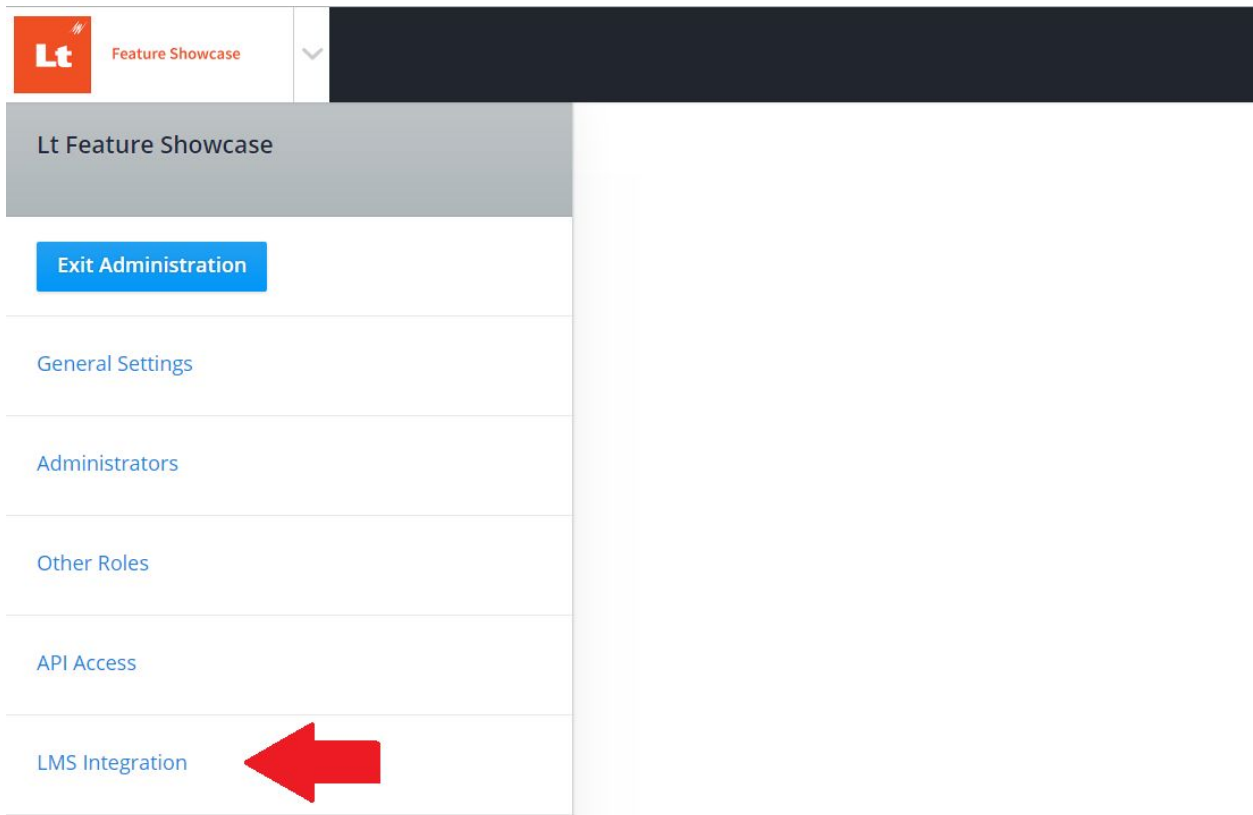 Lt
Feature Showcase
Lt Feature Showcase
Exit Administration
General Settings
Administrators
Other Roles
API Access
LMS Integration